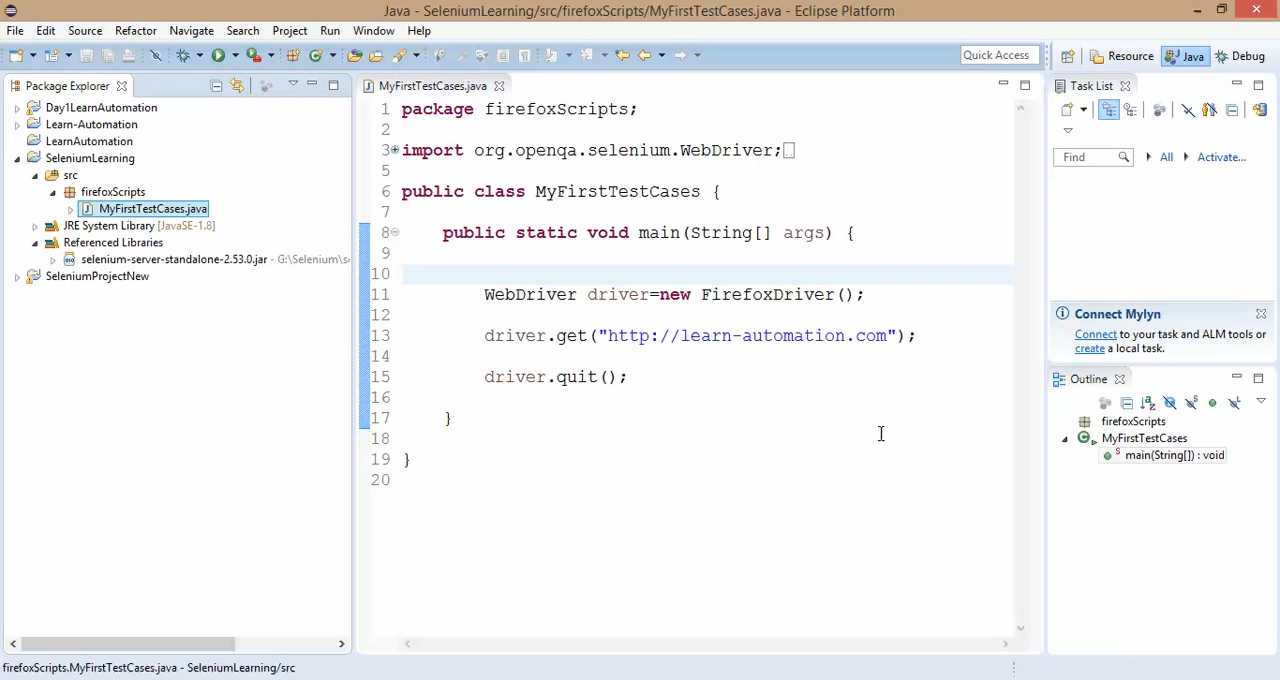 Java - SeleniumLearning/src/firefoxScripts/MyFirstTestCases.java - Eclipse Platform
File Edit Source Refactor Navigate Search Project Run Window Help
Quick Access
Resource Java Debug
Package Explorer
Day1LearnAutomation
Learn-Automation
LearnAutomation
SeleniumLearning
src
firefoxScripts
MyFirstTestCases.java
JRE System Library [JavaSE-1.8]
Referenced Libraries
selenium-server-standalone-2.53.0.jar - G:\Selenium\s
SeleniumProjectNew
MyFirstTestCases.java
1 package firefoxScripts;
2
3 import org.openqa.selenium.WebDriver;
5
6 public class MyFirstTestCases {
7
8 public static void main(String[] args) {
9
10
11 WebDriver driver=new FirefoxDriver();
12
13 driver.get("http://learn-automation.com");
14
15 driver.quit();
16
17 }
18
19 }
20
Task List
Find All Activate...
Connect Mylyn
Connect to your task and ALM tools or
create a local task.
Outline
firefoxScripts
MyFirstTestCases
main(String[]) : void
firefoxScripts.MyFirstTestCases.java - SeleniumLearning/src